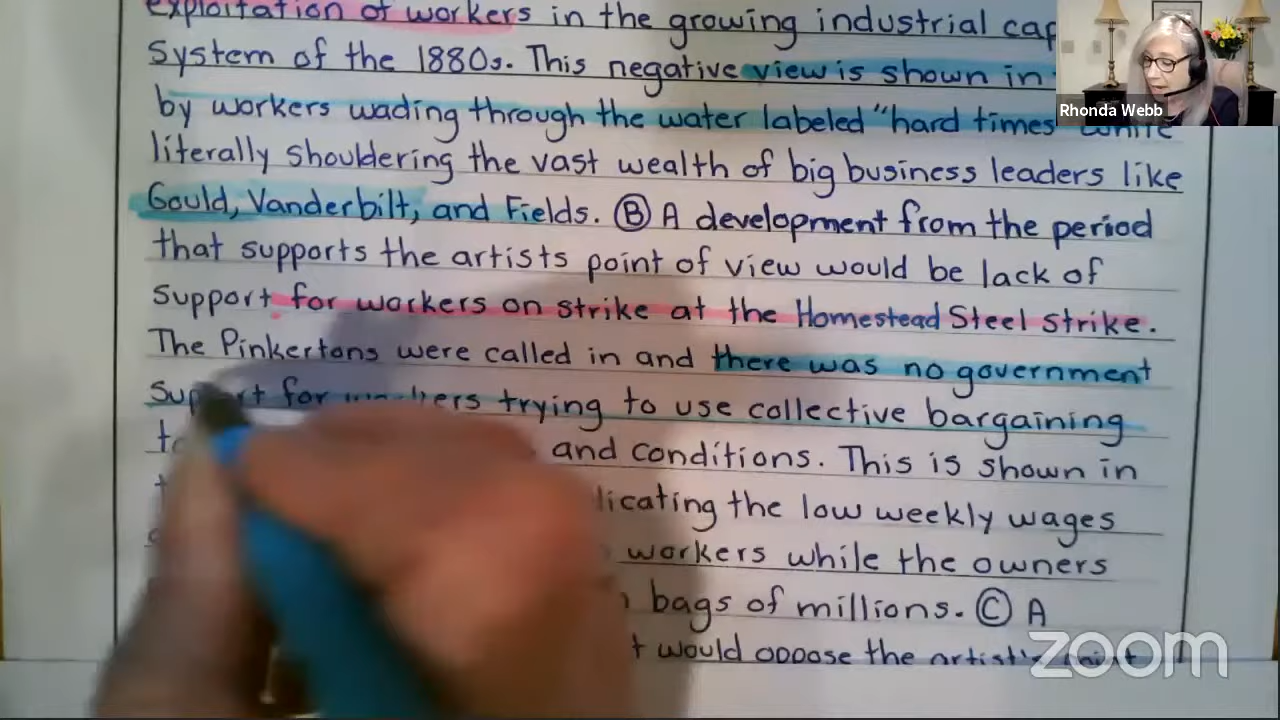 exploitation of workers in the growing industrial cap
System of the 1880s. This negative view is shown in
by workers wading through the water labeled "hard times" while
literally shouldering the vast wealth of big business leaders like
Gould, Vanderbilt, and Fields. Ⓑ A development from the period
that supports the artists point of view would be lack of
support for workers on strike at the Homestead Steel strike.
The Pinkertons were called in and there was no government
support for workers trying to use collective bargaining
and conditions. This is shown in
licating the low weekly wages
workers while the owners
bags of millions. Ⓒ A
would oppose the artist's point
Rhonda Webb
zoom